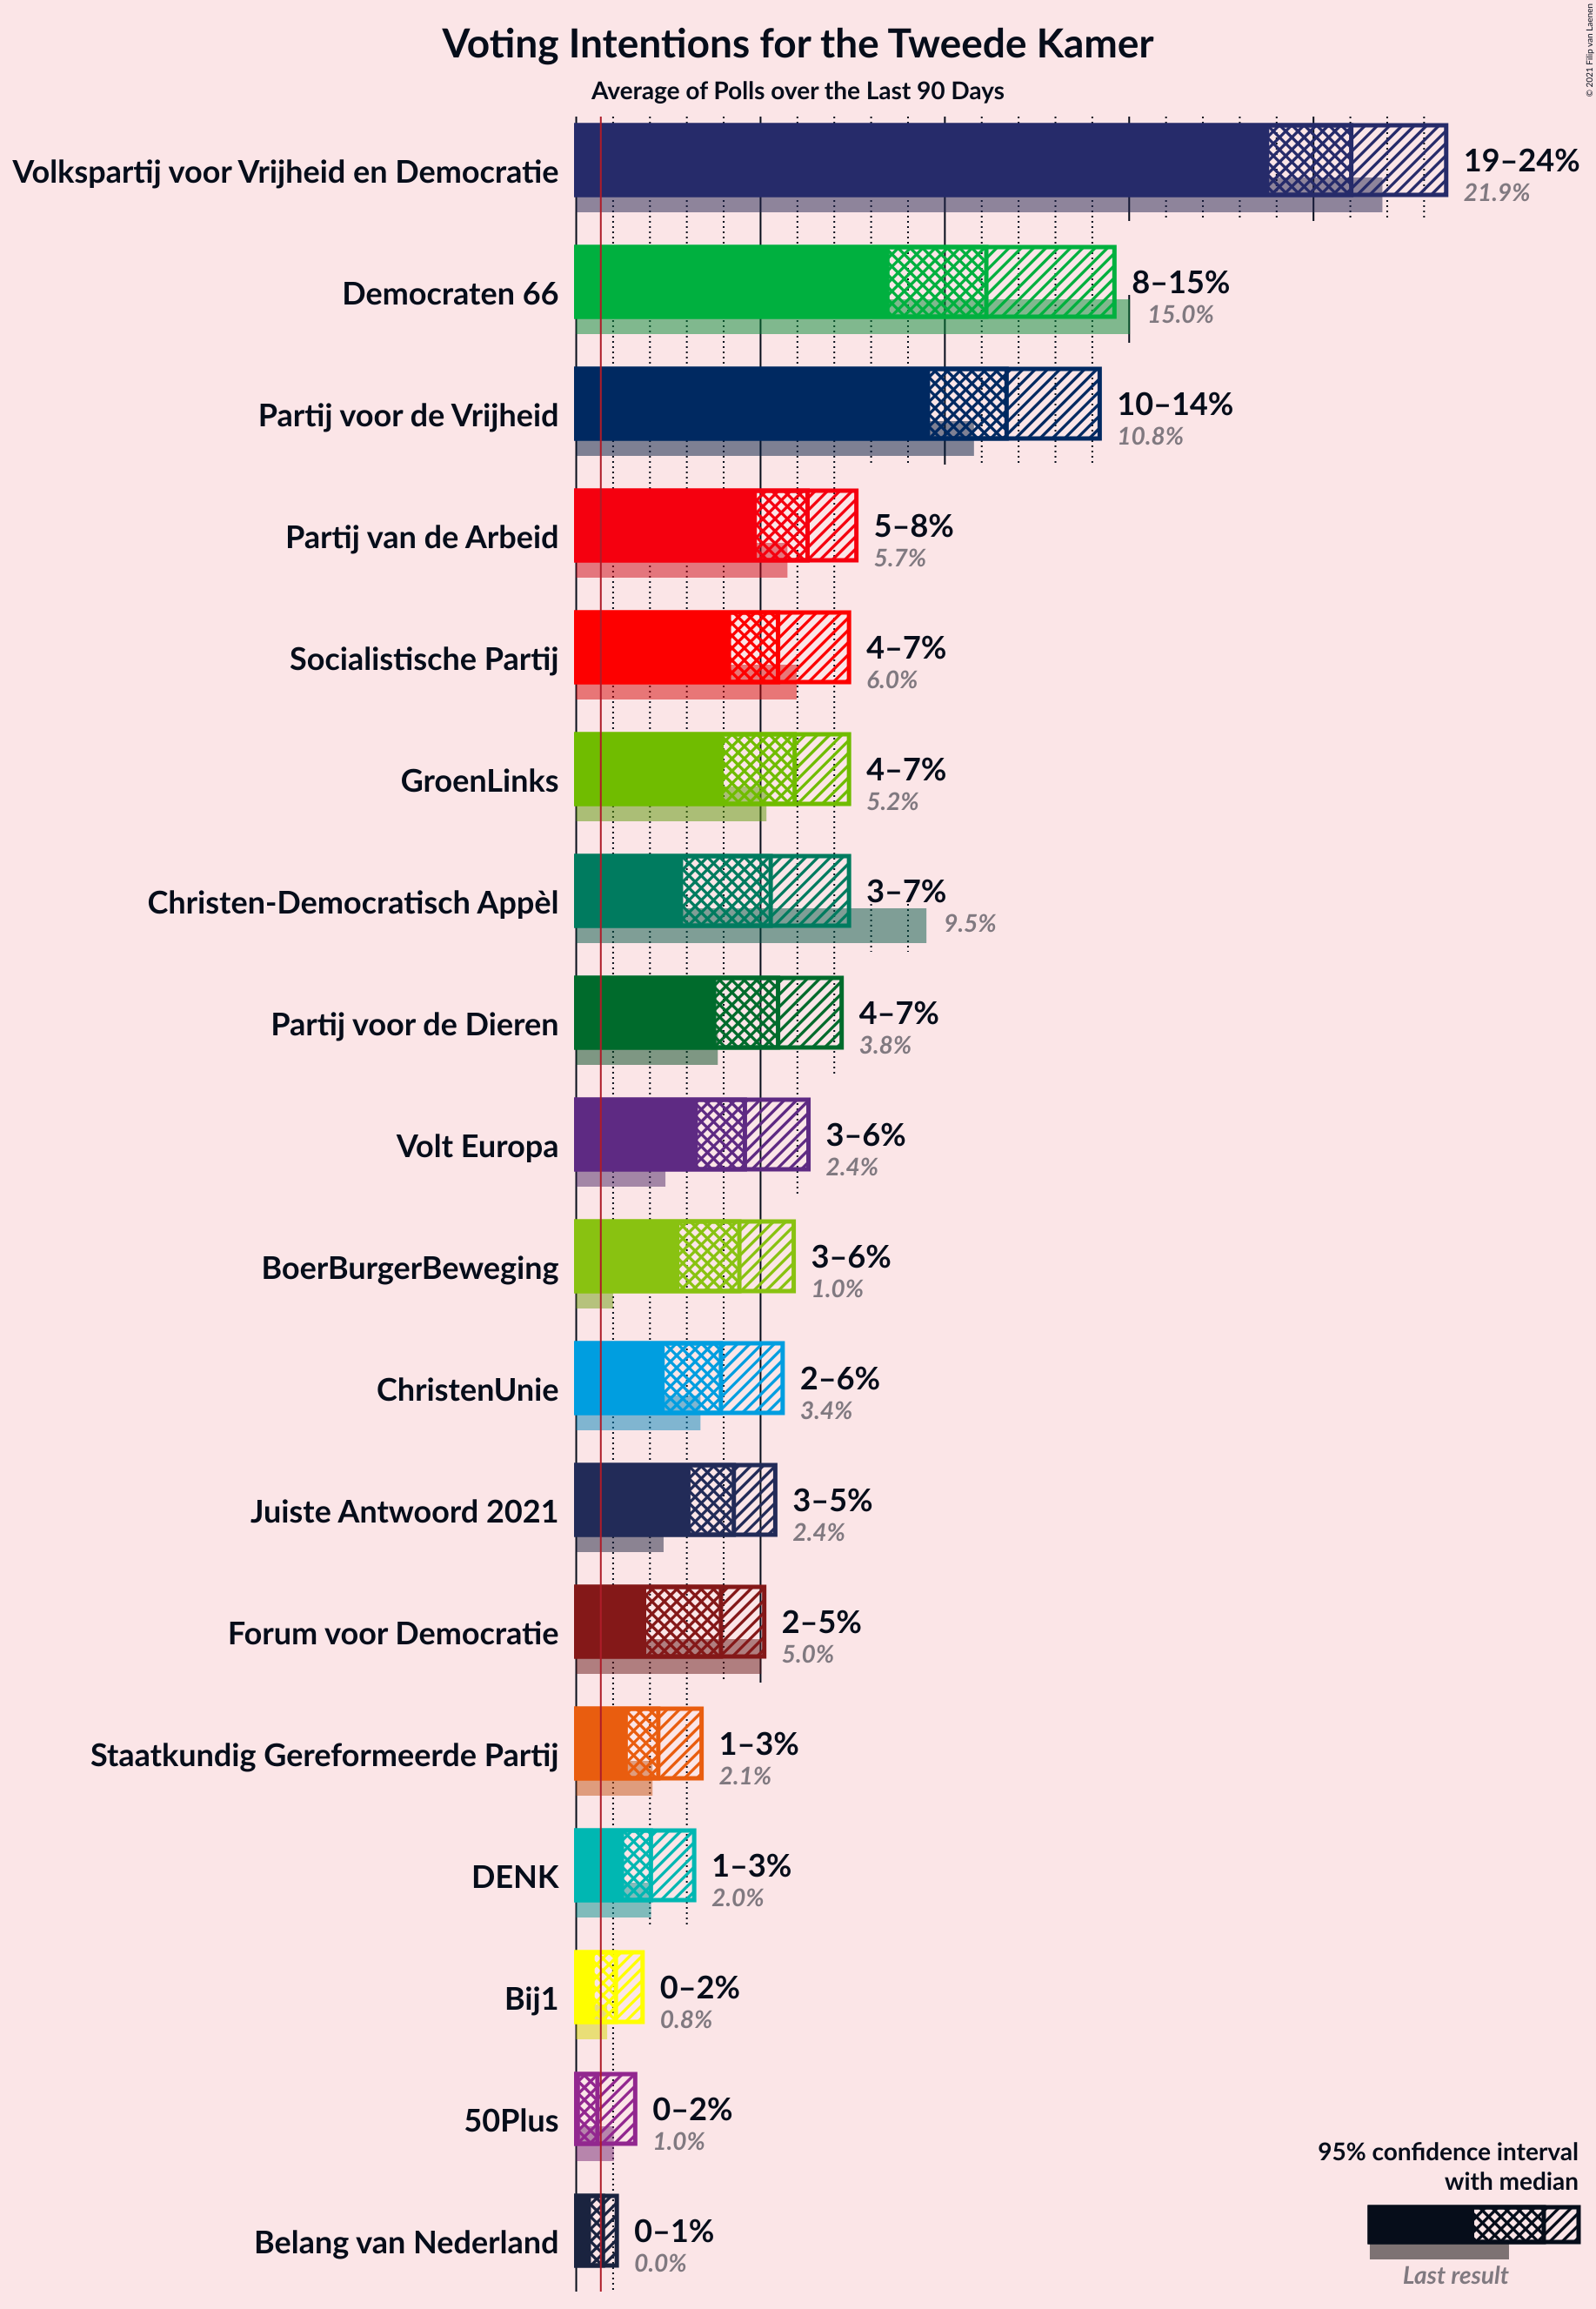 © 2021 Filip van Laenen
Voting Intentions for the Tweede Kamer
Average of Polls over the Last 90 Days
Volkspartij voor Vrijheid en Democratie
19–24%
21.9%
Democraten 66
8–15%
15.0%
Partij voor de Vrijheid
10–14%
10.8%
Partij van de Arbeid
5–8%
5.7%
Socialistische Partij
4–7%
6.0%
GroenLinks
4–7%
5.2%
Christen-Democratisch Appèl
3–7%
9.5%
Partij voor de Dieren
4–7%
3.8%
Volt Europa
3–6%
2.4%
BoerBurgerBeweging
3–6%
1.0%
ChristenUnie
2–6%
3.4%
Juiste Antwoord 2021
3–5%
2.4%
Forum voor Democratie
2–5%
5.0%
Staatkundig Gereformeerde Partij
1–3%
2.1%
DENK
1–3%
2.0%
Bij1
0–2%
0.8%
50Plus
0–2%
1.0%
Belang van Nederland
0–1%
0.0%
95% confidence interval
with median
Last result